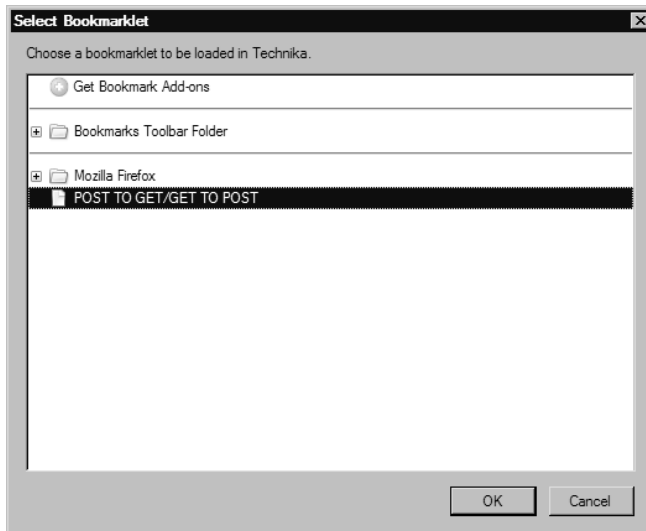 Select Bookmarklet
Choose a bookmarklet to be loaded in Technika.
Get Bookmark Add-ons
Bookmarks Toolbar Folder
Mozilla Firefox
POST TO GET/GET TO POST
OK Cancel